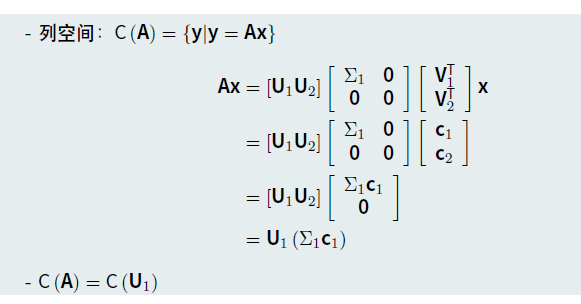 - 列空间：C (A) = {y|y = Ax}
Ax = [U₁U₂] [ Σ₁ 0 ; 0 0 ] [ V₁ᵀ ; V₂ᵀ ] x
= [U₁U₂] [ Σ₁ 0 ; 0 0 ] [ c₁ ; c₂ ]
= [U₁U₂] [ Σ₁c₁ ; 0 ]
= U₁ (Σ₁c₁)
- C (A) = C (U₁)